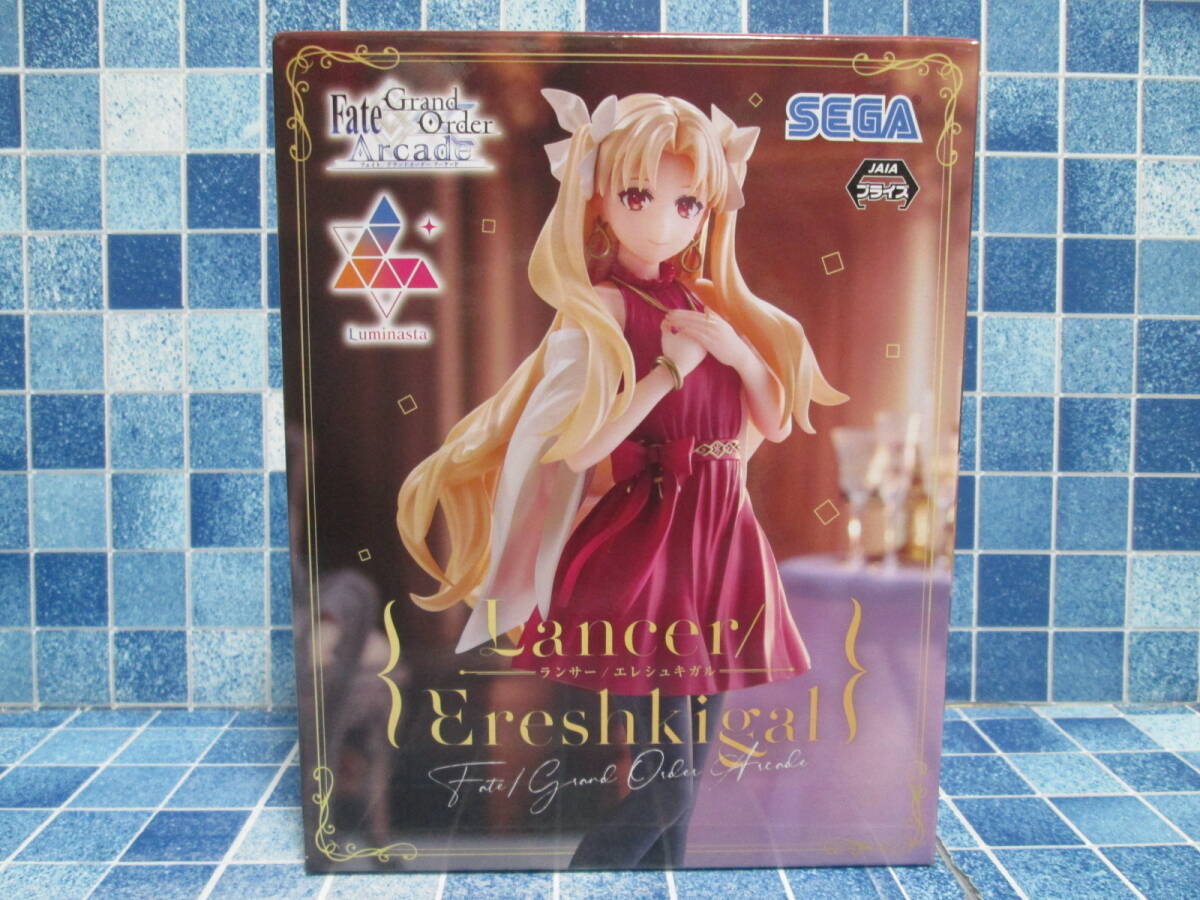 Fate
Grand
Order
Arcade
フェイト グランドオーダー アーケード
SEGA
JAIA
プライズ
Luminasta
Lancer/
ランサー/エレシュキガル
Ereshkigal
Fate/Grand Order Arcade